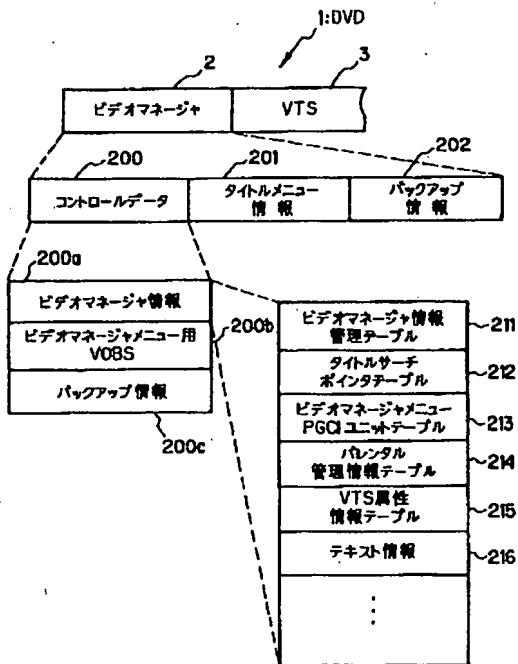 1:DVD
2
3
ビデオマネージャ
VTS
200
201
202
コントロールデータ
タイトルメニュー
情報
バックアップ
情報
200a
ビデオマネージャ情報
ビデオマネージャメニュー用
VOBS
200b
バックアップ情報
200c
ビデオマネージャ情報
管理テーブル
211
タイトルサーチ
ポインタテーブル
212
ビデオマネージャメニュー
PGCIユニットテーブル
213
パレンタル
管理情報テーブル
214
VTS属性
情報テーブル
215
テキスト情報
216